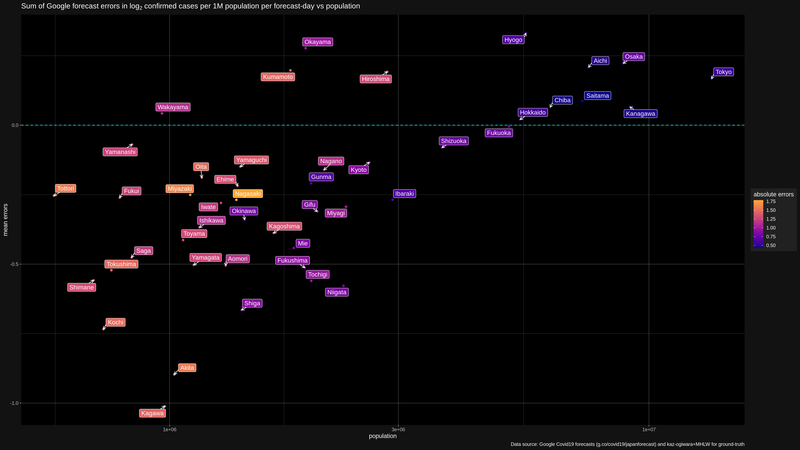 Sum of Google forecast errors in log2 confirmed cases per 1M population per forecast-day vs population
Okayama
Hyogo
Aichi
Osaka
Kumamoto
Hiroshima
Tokyo
Saitama
Chiba
Wakayama
Hokkaido
Kanagawa
0.0
Fukuoka
Shizuoka
Yamanashi
Yamaguchi
Nagano
Oita
Kyoto
Ehime
Gunma
Tottori
Fukui
Miyazaki
Nagasaki
Ibaraki
Iwate
Okinawa
Gifu
Miyagi
Ishikawa
Kagoshima
Toyama
Mie
Saga
Yamagata
Aomori
Fukushima
-0.5
Tokushima
Tochigi
Shimane
Niigata
Shiga
Kochi
Akita
-1.0
Kagawa
mean errors
1e+06
3e+06
1e+07
population
absolute errors
1.75
1.50
1.25
1.00
0.75
0.50
Data source: Google Covid19 forecasts (g.co/covid19/japanforecast) and kaz-ogiwara+MHLW for ground-truth